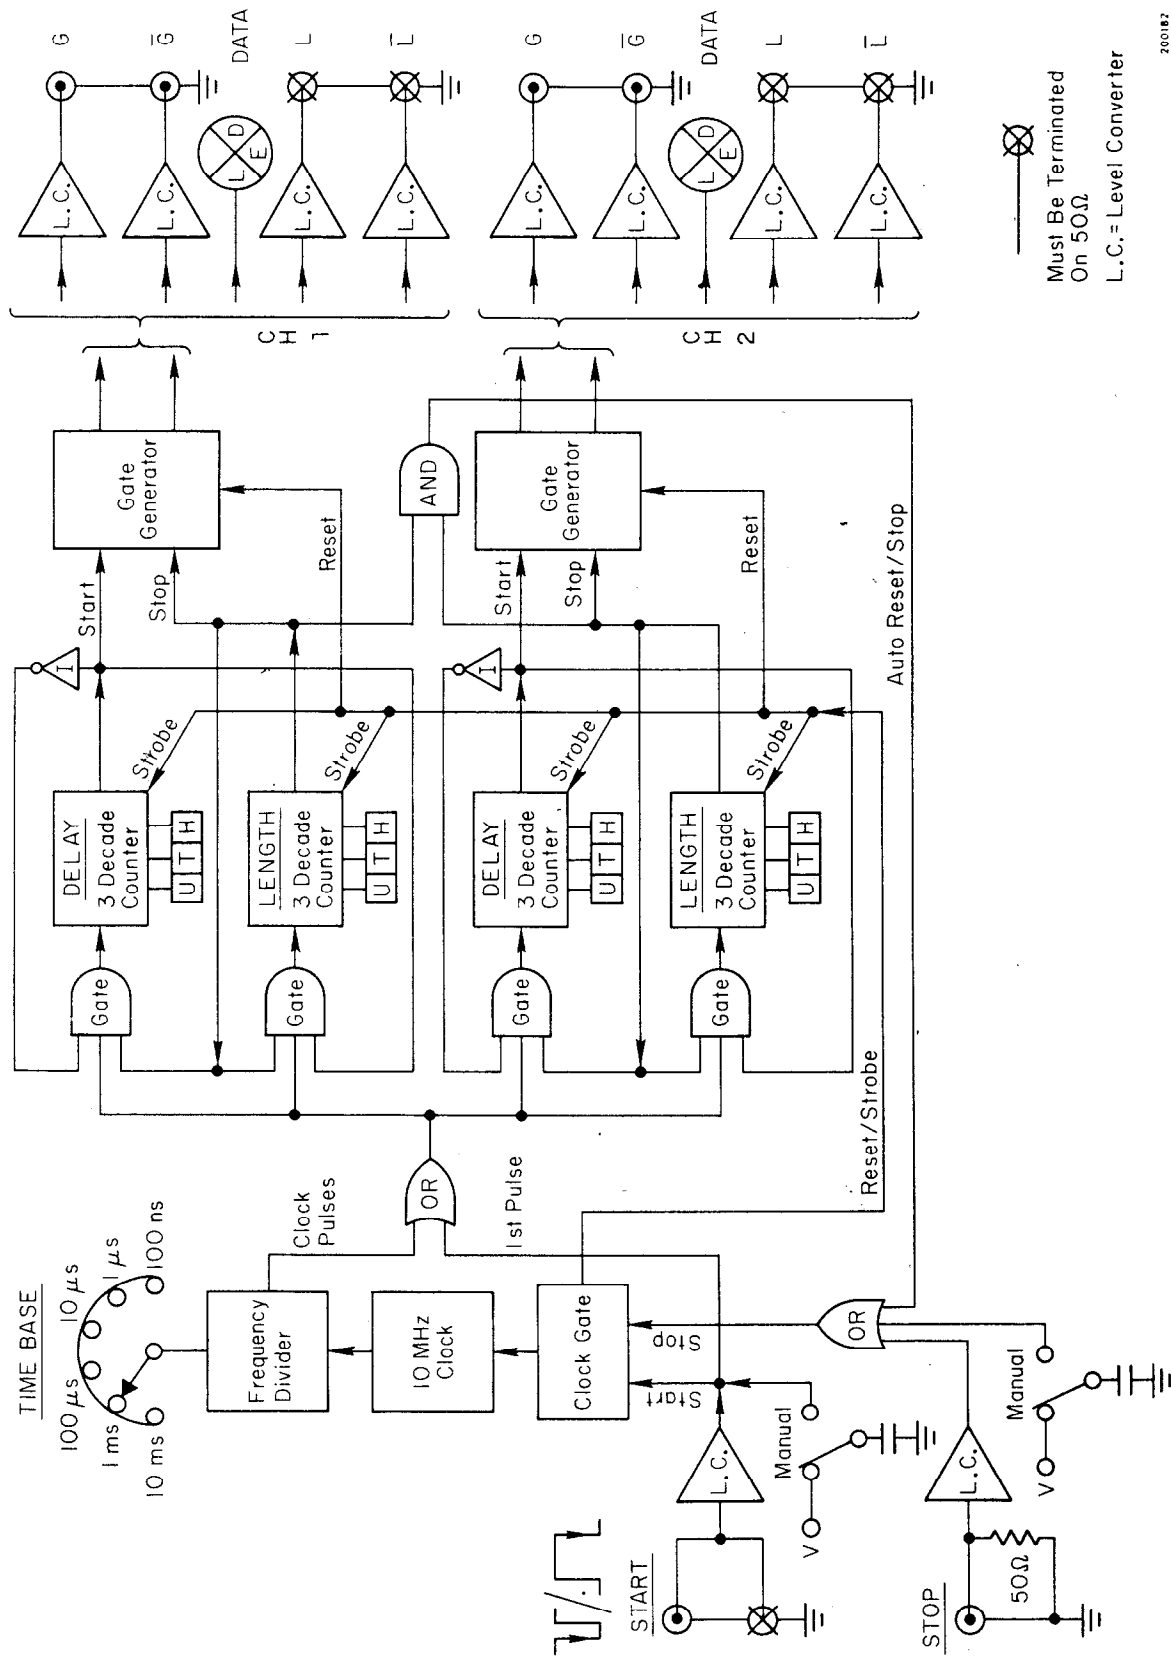 TIME BASE
100 μs
10 μs
1 ms
1 μs
10 ms
100 ns
Frequency
Divider
Clock
Pulses
10 MHz
Clock
OR
1st Pulse
Clock Gate
Start
Stop
Reset/Strobe
L.C.
START
Manual
V
OR
STOP
50Ω
L.C.
Manual
V
Gate
DELAY
3 Decade
Counter
U T H
Strobe
I
Start
Stop
Gate
Generator
Reset
Gate
LENGTH
3 Decade
Counter
U T H
Strobe
AND
Gate
DELAY
3 Decade
Counter
U T H
Strobe
I
Start
Stop
Gate
Generator
Reset
Gate
LENGTH
3 Decade
Counter
U T H
Strobe
Auto Reset/Stop
CH 1
L.C.
G
L.C.
G̅
LED
DATA
L.C.
L
L.C.
L̅
CH 2
L.C.
G
L.C.
G̅
LED
DATA
L.C.
L
L.C.
L̅
Must Be Terminated
On 50Ω
L.C. = Level Converter
200182